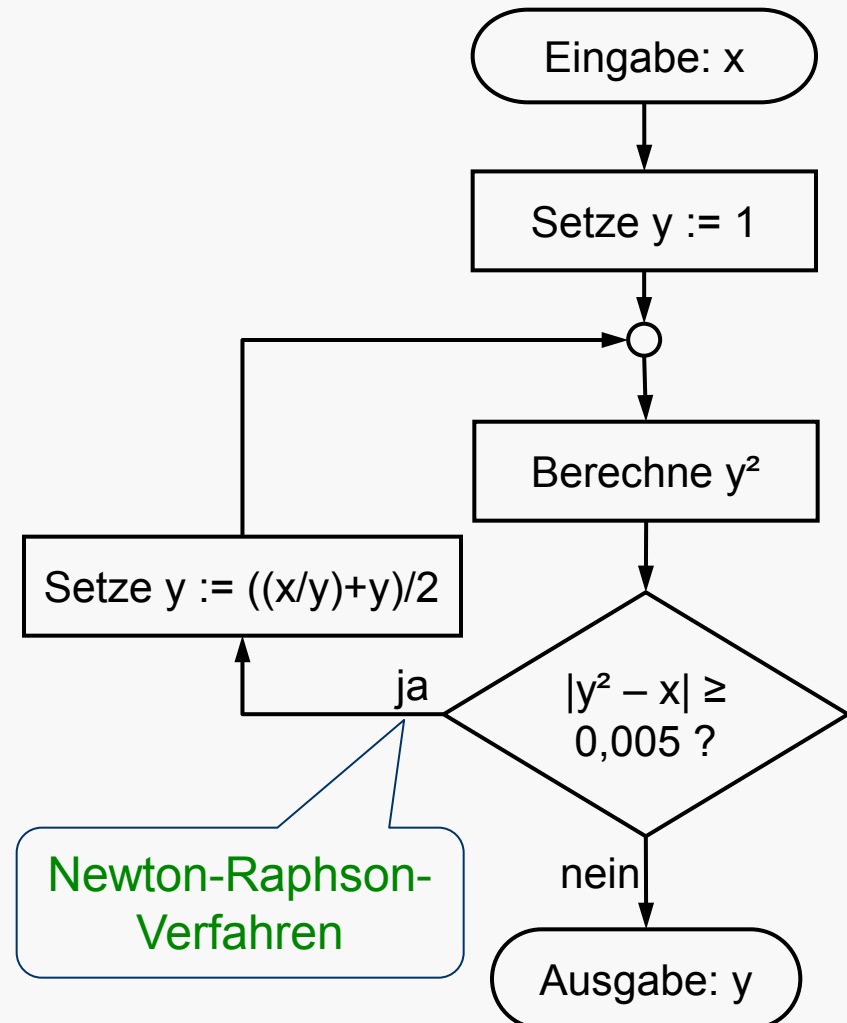 Eingabe: x
Setze y := 1
Berechne y²
Setze y := ((x/y)+y)/2
ja
|y² – x| ≥
0,005 ?
Newton-Raphson-
Verfahren
nein
Ausgabe: y